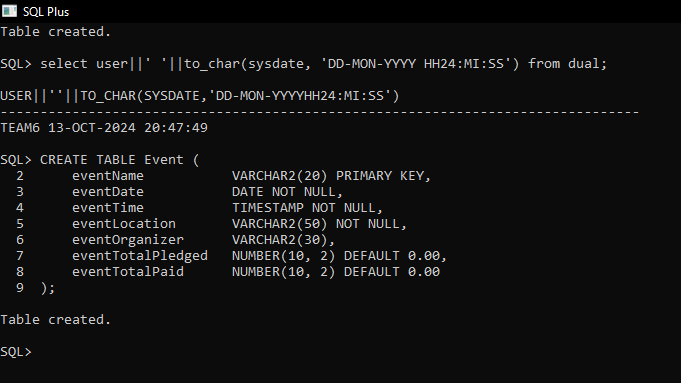 SQL Plus
Table created.
SQL> select user||' '||to_char(sysdate, 'DD-MON-YYYY HH24:MI:SS') from dual;
USER||''||TO_CHAR(SYSDATE,'DD-MON-YYYYHH24:MI:SS')
--------------------------------------------------------------------------------
TEAM6 13-OCT-2024 20:47:49
SQL> CREATE TABLE Event (
2 eventName VARCHAR2(20) PRIMARY KEY,
3 eventDate DATE NOT NULL,
4 eventTime TIMESTAMP NOT NULL,
5 eventLocation VARCHAR2(50) NOT NULL,
6 eventOrganizer VARCHAR2(30),
7 eventTotalPledged NUMBER(10, 2) DEFAULT 0.00,
8 eventTotalPaid NUMBER(10, 2) DEFAULT 0.00
9 );
Table created.
SQL>